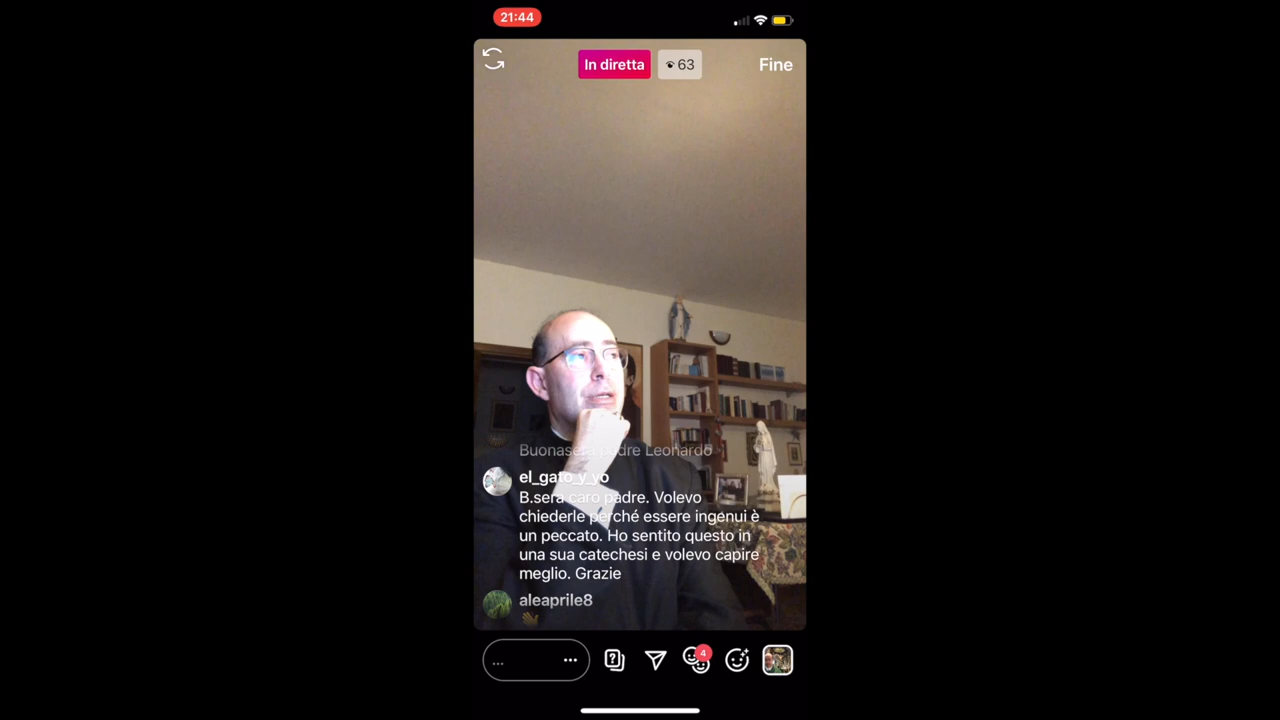 21:44
In diretta
63
Fine
Buonasera padre Leonardo
el_gato_y_yo
B.sera caro padre. Volevo
chiederle perché essere ingenui è
un peccato. Ho sentito questo in
una sua catechesi e volevo capire
meglio. Grazie
aleaprile8
...
4